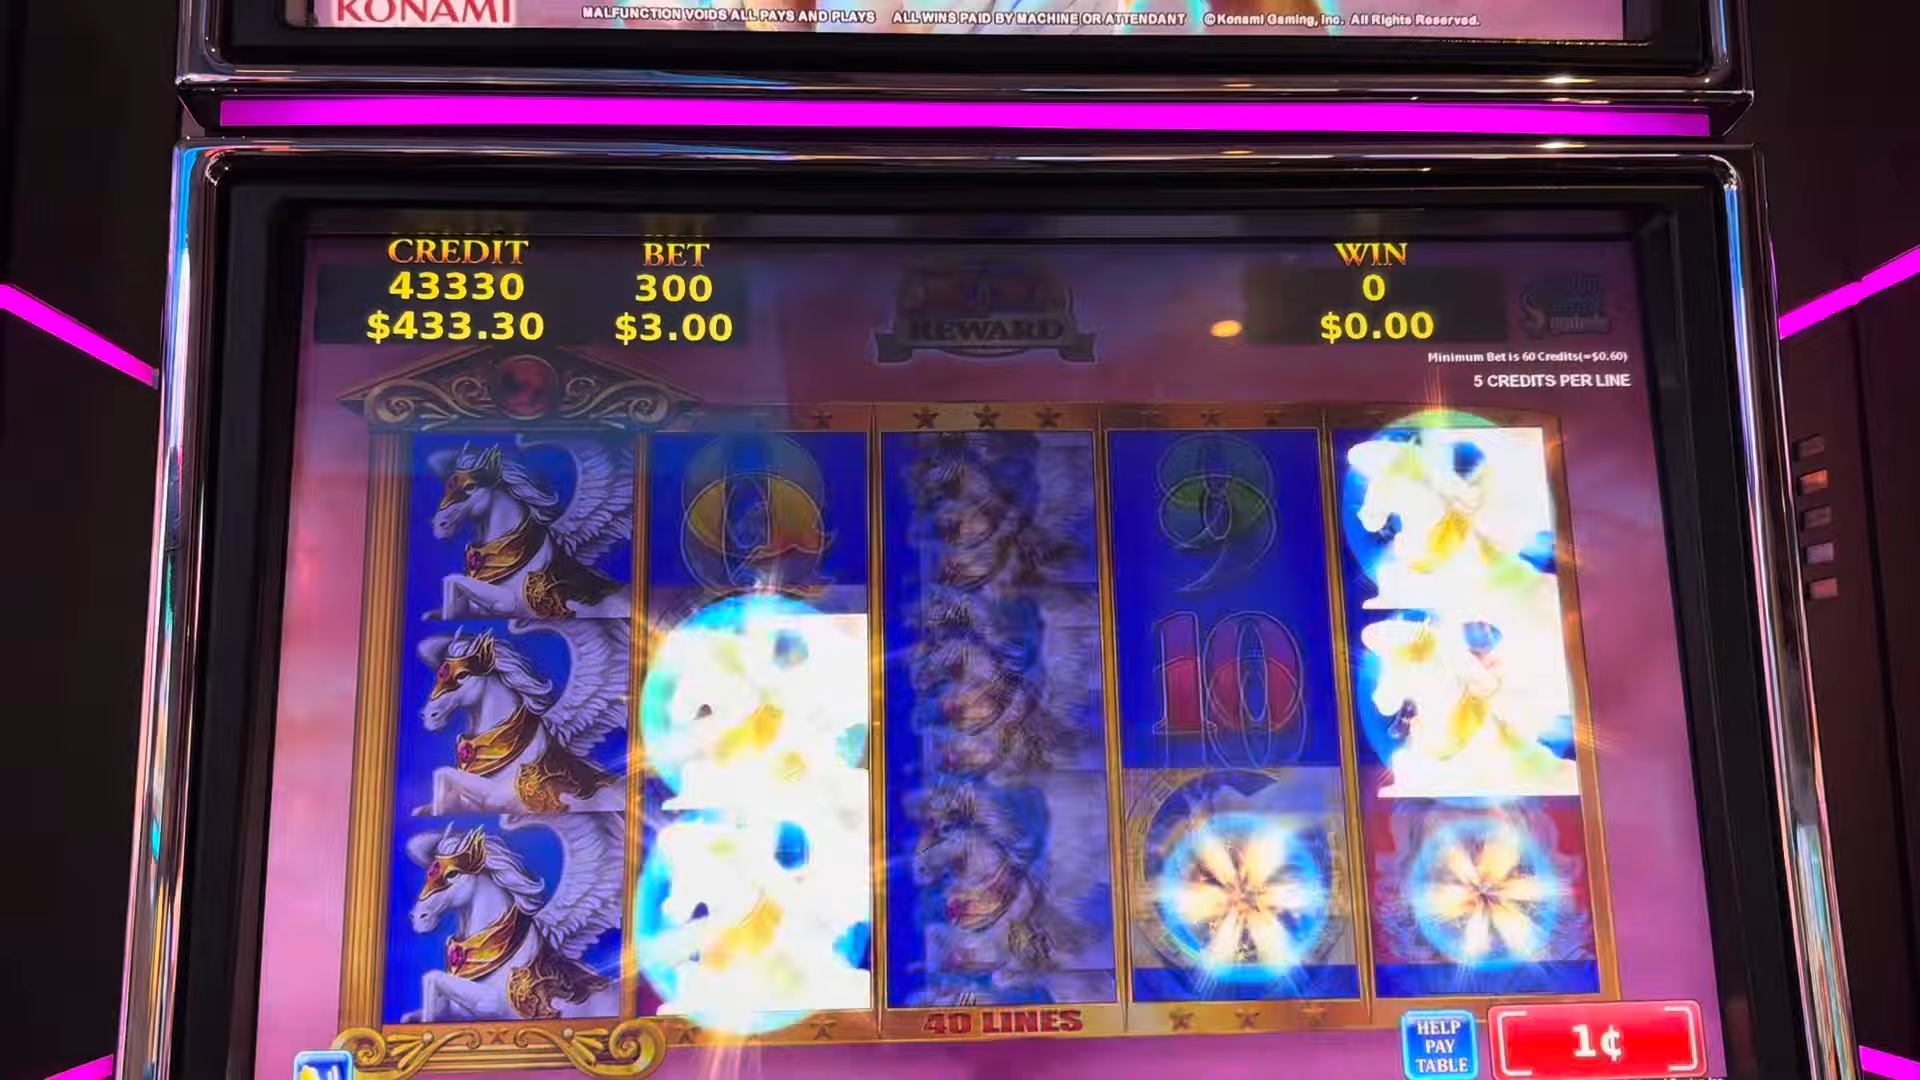 KONAMI
MALFUNCTION VOIDS ALL PAYS AND PLAYS ALL WINS PAID BY MACHINE OR ATTENDANT ©Konami Gaming, Inc. All Rights Reserved.
CREDIT BET WIN
43330 300 0
$433.30 $3.00 $0.00
REWARD
Minimum Bet is 60 Credits(=$0.60)
5 CREDITS PER LINE
Q 9
10
40 LINES
HELP
PAY
TABLE
1¢